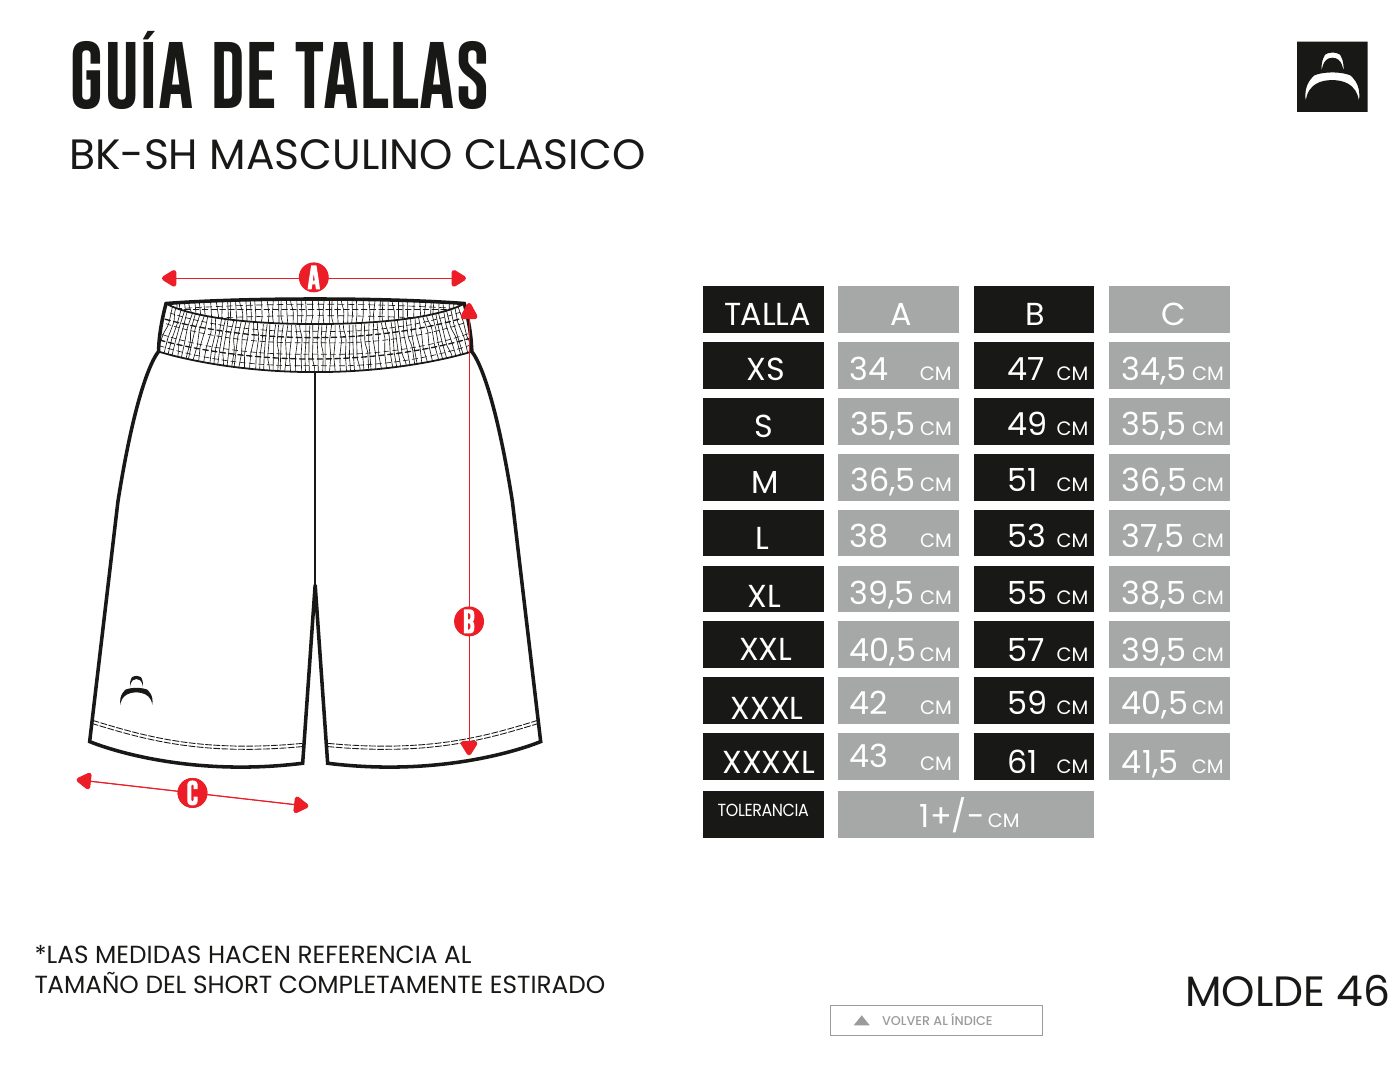 GUÍA DE TALLAS
BK-SH MASCULINO CLASICO
A
B
C
TALLA A B C
XS 34 CM 47 CM 34,5 CM
S 35,5 CM 49 CM 35,5 CM
M 36,5 CM 51 CM 36,5 CM
L 38 CM 53 CM 37,5 CM
XL 39,5 CM 55 CM 38,5 CM
XXL 40,5 CM 57 CM 39,5 CM
XXXL 42 CM 59 CM 40,5 CM
XXXXL 43 CM 61 CM 41,5 CM
TOLERANCIA 1+/- CM
*LAS MEDIDAS HACEN REFERENCIA AL
TAMAÑO DEL SHORT COMPLETAMENTE ESTIRADO
MOLDE 46
VOLVER AL ÍNDICE